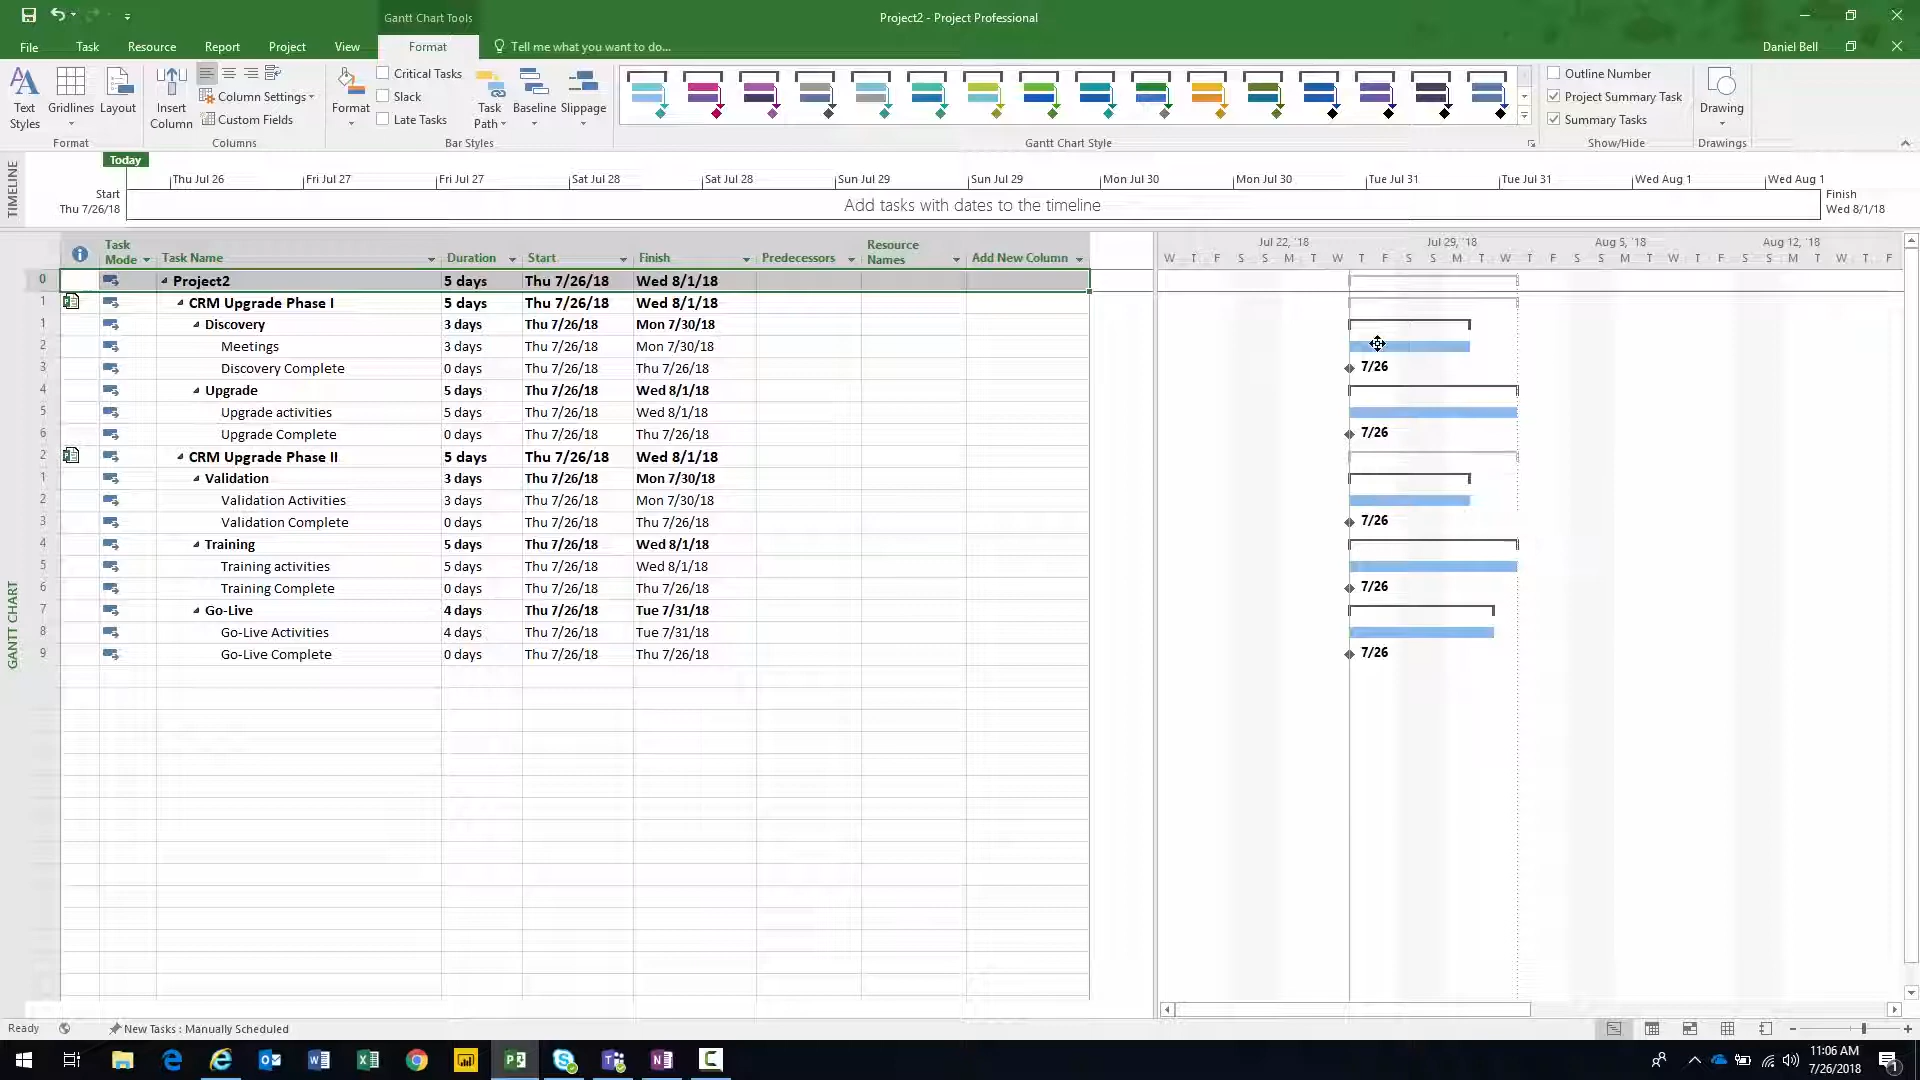 Gantt Chart Tools
Project2 - Project Professional
File Task Resource Report Project View Format Tell me what you want to do... Daniel Bell
Text Styles
Gridlines
Layout
Format
Insert Column
Column Settings
Custom Fields
Columns
Format
Critical Tasks
Slack
Late Tasks
Task Path
Baseline
Slippage
Bar Styles
Gantt Chart Style
Outline Number
Project Summary Task
Summary Tasks
Show/Hide
Drawing
Drawings
TIMELINE
Today
Start
Thu 7/26/18
Thu Jul 26 Fri Jul 27 Fri Jul 27 Sat Jul 28 Sat Jul 28 Sun Jul 29 Sun Jul 29 Mon Jul 30 Mon Jul 30 Tue Jul 31 Tue Jul 31 Wed Aug 1 Wed Aug 1
Add tasks with dates to the timeline
Finish
Wed 8/1/18
GANTT CHART
Task Mode Task Name Duration Start Finish Predecessors Resource Names Add New Column
0 Project2 5 days Thu 7/26/18 Wed 8/1/18
1 CRM Upgrade Phase I 5 days Thu 7/26/18 Wed 8/1/18
1 Discovery 3 days Thu 7/26/18 Mon 7/30/18
2 Meetings 3 days Thu 7/26/18 Mon 7/30/18
3 Discovery Complete 0 days Thu 7/26/18 Thu 7/26/18
4 Upgrade 5 days Thu 7/26/18 Wed 8/1/18
5 Upgrade activities 5 days Thu 7/26/18 Wed 8/1/18
6 Upgrade Complete 0 days Thu 7/26/18 Thu 7/26/18
2 CRM Upgrade Phase II 5 days Thu 7/26/18 Wed 8/1/18
1 Validation 3 days Thu 7/26/18 Mon 7/30/18
2 Validation Activities 3 days Thu 7/26/18 Mon 7/30/18
3 Validation Complete 0 days Thu 7/26/18 Thu 7/26/18
4 Training 5 days Thu 7/26/18 Wed 8/1/18
5 Training activities 5 days Thu 7/26/18 Wed 8/1/18
6 Training Complete 0 days Thu 7/26/18 Thu 7/26/18
7 Go-Live 4 days Thu 7/26/18 Tue 7/31/18
8 Go-Live Activities 4 days Thu 7/26/18 Tue 7/31/18
9 Go-Live Complete 0 days Thu 7/26/18 Thu 7/26/18
Jul 22, '18 Jul 29, '18 Aug 5, '18 Aug 12, '18
W T F S S M T W T F S S M T W T F S S M T W T F S S M T W T F
7/26
7/26
7/26
7/26
7/26
Ready New Tasks : Manually Scheduled
11:06 AM
7/26/2018